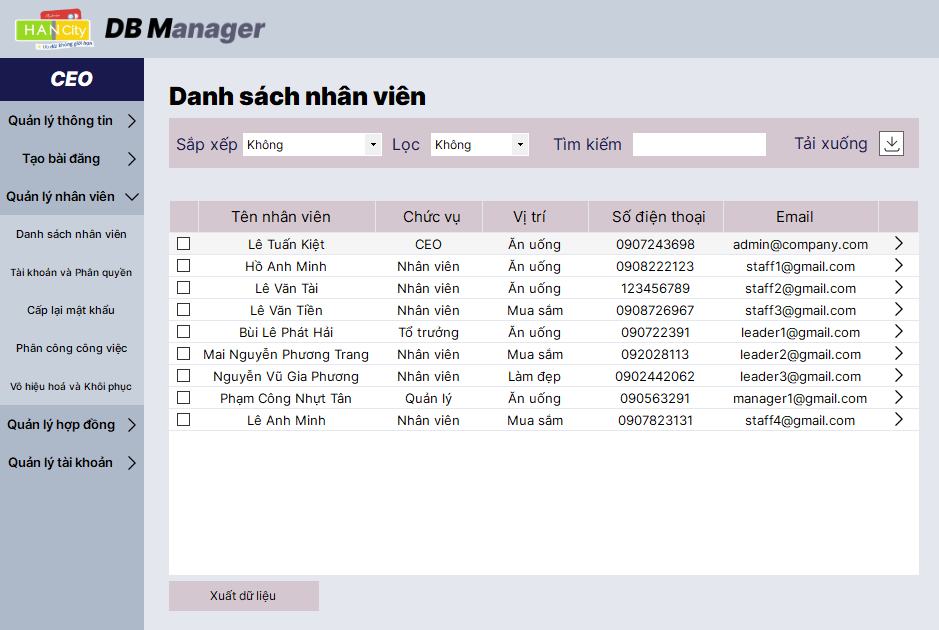 HANCity
Ưu đãi không giới hạn
DB Manager
CEO
Quản lý thông tin
Tạo bài đăng
Quản lý nhân viên
Danh sách nhân viên
Tài khoản và Phân quyền
Cấp lại mật khẩu
Phân công công việc
Vô hiệu hoá và Khôi phục
Quản lý hợp đồng
Quản lý tài khoản
Danh sách nhân viên
Sắp xếp Không Lọc Không Tìm kiếm Tải xuống
Tên nhân viên Chức vụ Vị trí Số điện thoại Email
Lê Tuấn Kiệt CEO Ăn uống 0907243698 admin@company.com
Hồ Anh Minh Nhân viên Ăn uống 0908222123 staff1@gmail.com
Lê Văn Tài Nhân viên Ăn uống 123456789 staff2@gmail.com
Lê Văn Tiền Nhân viên Mua sắm 0908726967 staff3@gmail.com
Bùi Lê Phát Hải Tổ trưởng Ăn uống 090722391 leader1@gmail.com
Mai Nguyễn Phương Trang Nhân viên Mua sắm 092028113 leader2@gmail.com
Nguyễn Vũ Gia Phương Nhân viên Làm đẹp 0902442062 leader3@gmail.com
Phạm Công Nhựt Tân Quản lý Ăn uống 090563291 manager1@gmail.com
Lê Anh Minh Nhân viên Mua sắm 0907823131 staff4@gmail.com
Xuất dữ liệu